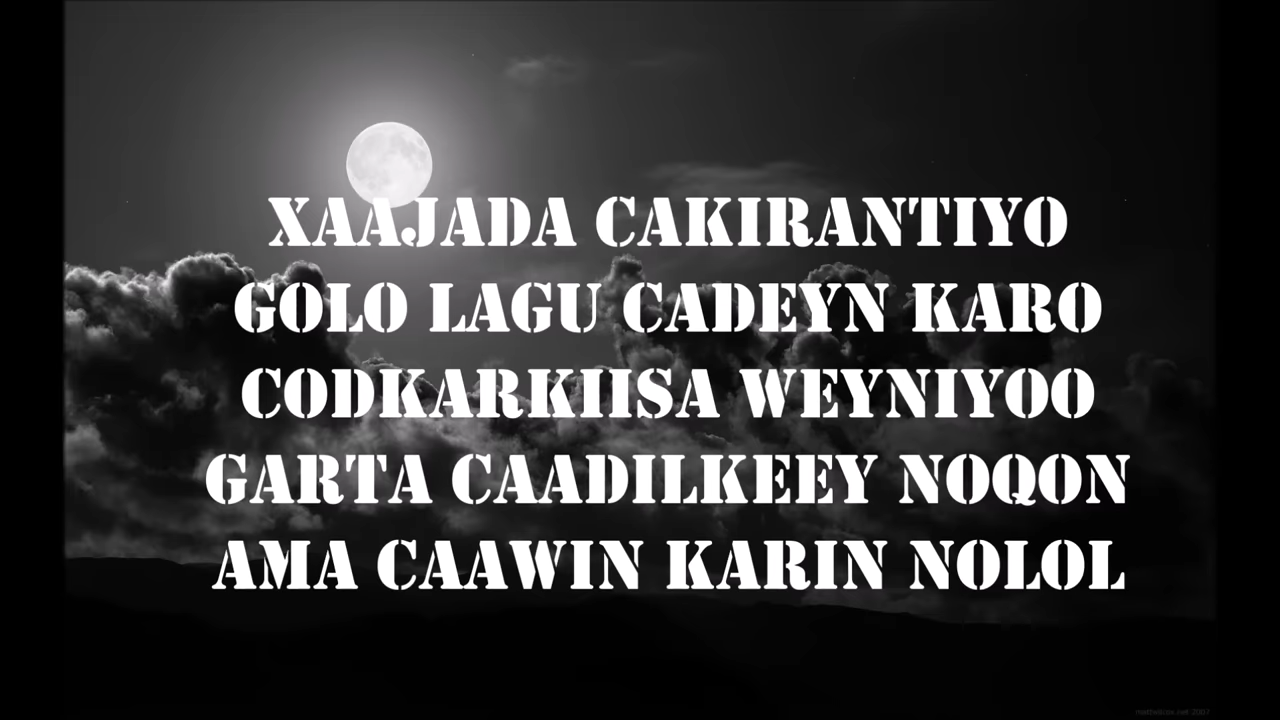 XAAJADA CAKIRANTIYO
GOLO LAGU CADEYN KARO
CODKARKIISA WEYNIYOO
GARTA CAADILKEEY NOQON
AMA CAAWIN KARIN NOLOL